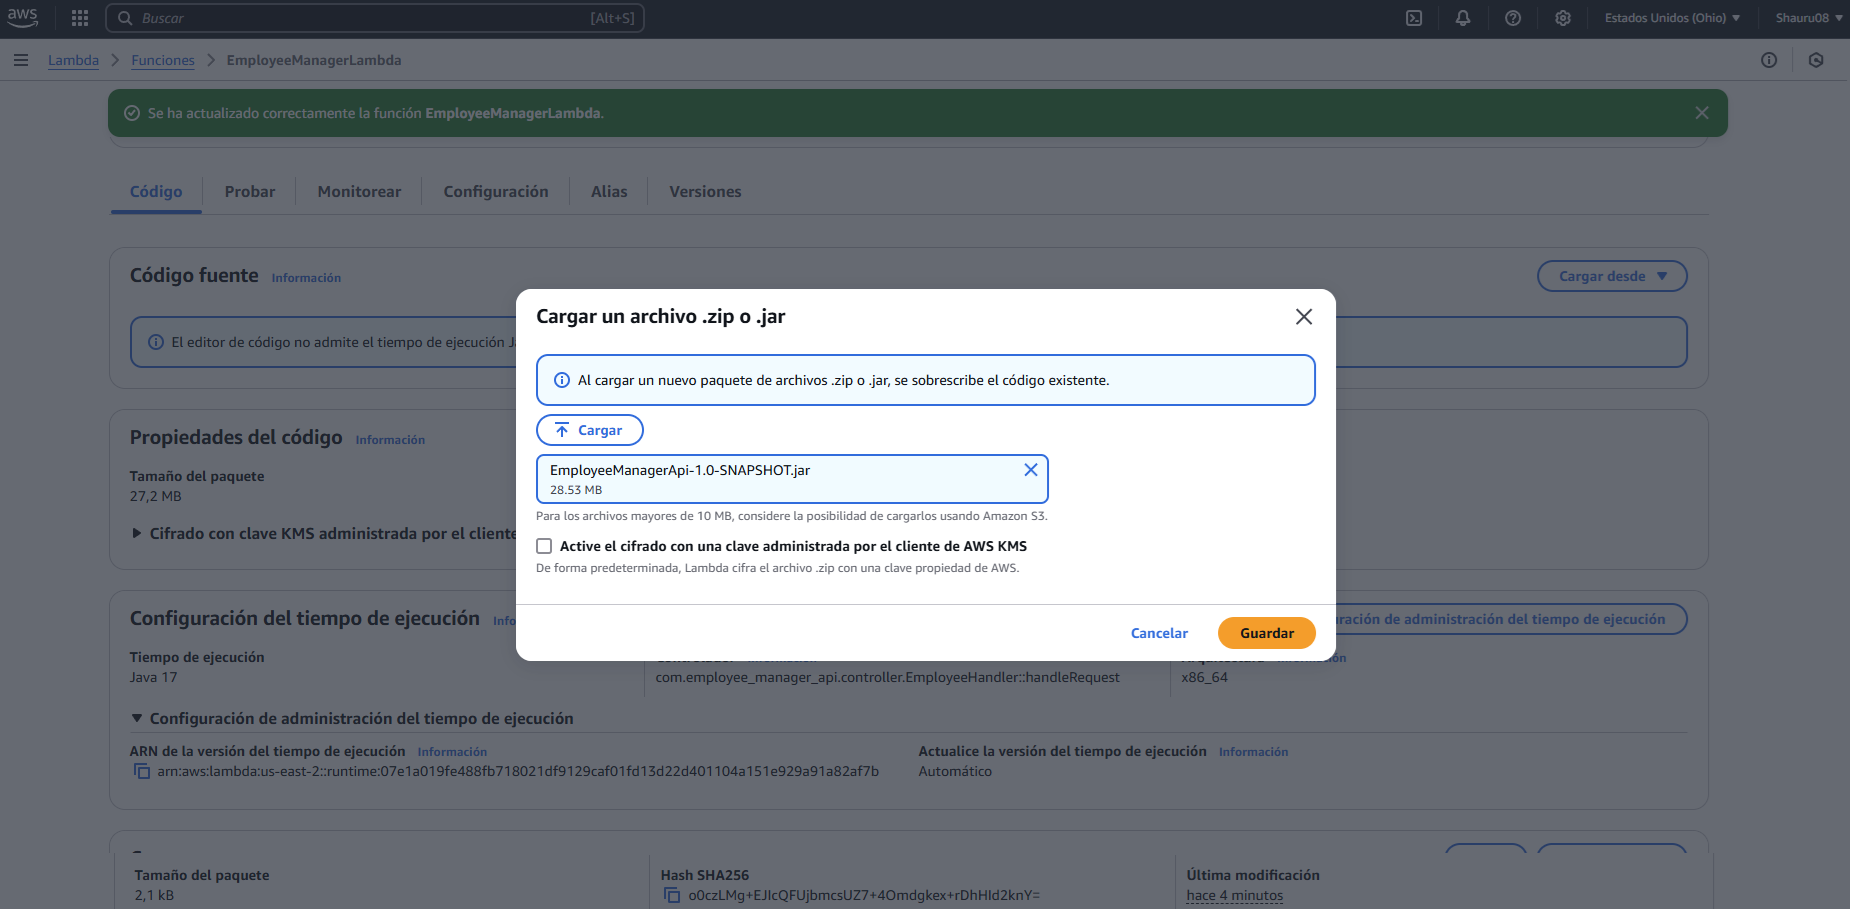 aws
Buscar [Alt+S]
Estados Unidos (Ohio) Shauru08
Lambda Funciones EmployeeManagerLambda
Se ha actualizado correctamente la función EmployeeManagerLambda.
Código Probar Monitorear Configuración Alias Versiones
Código fuente Información Cargar desde
El editor de código no admite el tiempo de ejecución
Cargar un archivo .zip o .jar
Al cargar un nuevo paquete de archivos .zip o .jar, se sobrescribe el código existente.
Cargar
EmployeeManagerApi-1.0-SNAPSHOT.jar
28.53 MB
Para los archivos mayores de 10 MB, considere la posibilidad de cargarlos usando Amazon S3.
Active el cifrado con una clave administrada por el cliente de AWS KMS
De forma predeterminada, Lambda cifra el archivo .zip con una clave propiedad de AWS.
Cancelar Guardar
Propiedades del código Información
Tamaño del paquete
27,2 MB
Cifrado con clave KMS administrada por el cliente
Configuración del tiempo de ejecución
ación de administración del tiempo de ejecución
Tiempo de ejecución
Java 17
com.employee_manager_api.controller.EmployeeHandler::handleRequest
x86_64
Configuración de administración del tiempo de ejecución
ARN de la versión del tiempo de ejecución Información
arn:aws:lambda:us-east-2::runtime:07e1a019fe488fb718021df9129caf01fd13d22d401104a151e929a91a82af7b
Actualice la versión del tiempo de ejecución Información
Automático
Tamaño del paquete
2,1 kB
Hash SHA256
o0czLMg+EJIcQFUjbmcsUZ7+4Omdgkex+rDhHId2knY=
Última modificación
hace 4 minutos